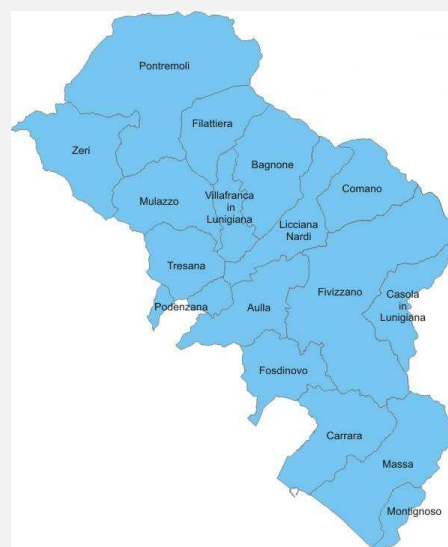 Pontremoli
Filattiera
Zeri
Bagnone
Comano
Mulazzo
Villafranca
in
Lunigiana
Licciana
Nardi
Tresana
Fivizzano
Casola
in
Lunigiana
Podenzana
Aulla
Fosdinovo
Carrara
Massa
Montignoso